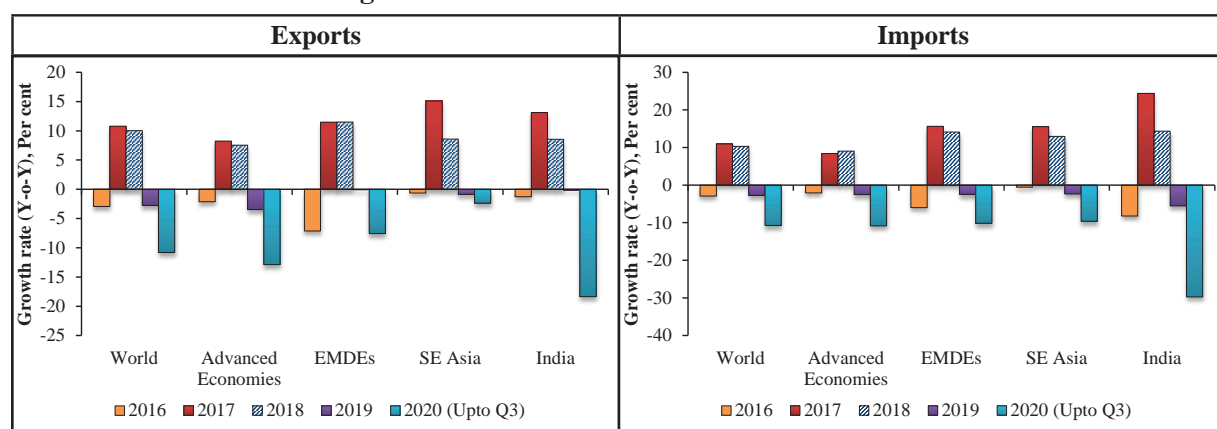 Exports
Imports
Growth rate (Y-o-Y), Per cent
20
15
10
5
0
-5
-10
-15
-20
-25
World
Advanced
Economies
EMDEs
SE Asia
India
2016
2017
2018
2019
2020 (Upto Q3)
Growth rate (Y-o-Y), Per cent
30
20
10
0
-10
-20
-30
-40
World
Advanced
Economies
EMDEs
SE Asia
India
2016
2017
2018
2019
2020 (Upto Q3)